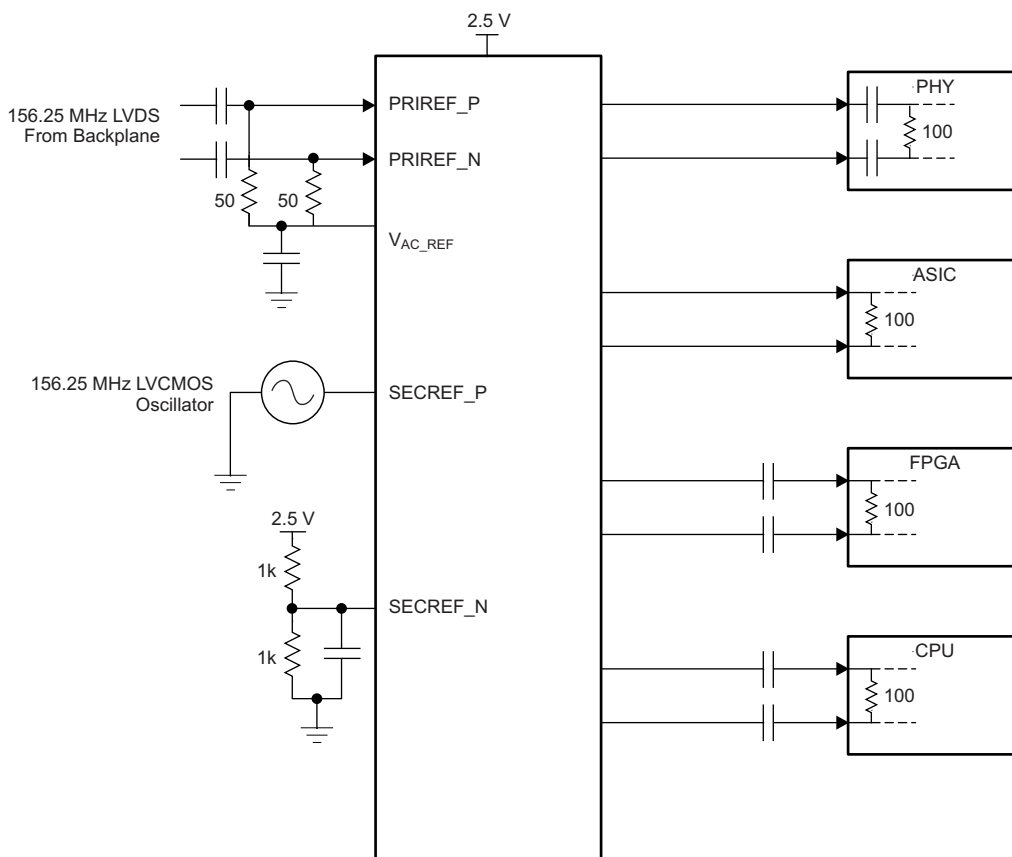 2.5 V
156.25 MHz LVDS
From Backplane
PRIREF_P
PRIREF_N
50
50
VAC_REF
156.25 MHz LVCMOS
Oscillator
SECREF_P
2.5 V
1k
SECREF_N
1k
PHY
100
ASIC
100
FPGA
100
CPU
100